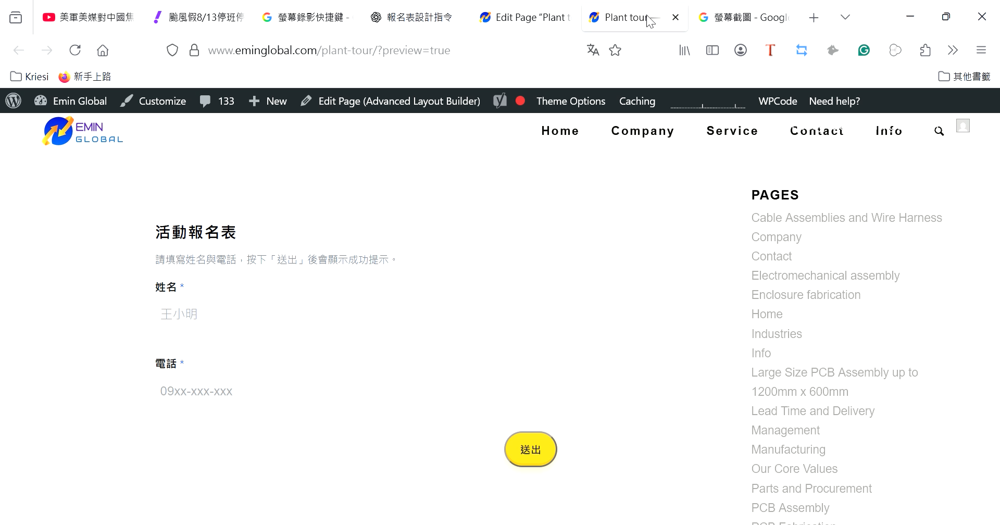 美軍美媒對中國焦
颱風假8/13停班停
螢幕錄影快捷鍵 -
報名表設計指令
Edit Page “Plant t
Plant tour
螢幕截圖 - Google
www.eminglobal.com/plant-tour/?preview=true
Kriesi
新手上路
其他書籤
Emin Global
Customize
133
New
Edit Page (Advanced Layout Builder)
Theme Options
Caching
WPCode
Need help?
EMIN
GLOBAL
Home
Company
Service
Contact
Info
PAGES
Cable Assemblies and Wire Harness
Company
Contact
Electromechanical assembly
Enclosure fabrication
Home
Industries
Info
Large Size PCB Assembly up to
1200mm x 600mm
Lead Time and Delivery
Management
Manufacturing
Our Core Values
Parts and Procurement
PCB Assembly
PCB Fabrication
活動報名表
請填寫姓名與電話，按下「送出」後會顯示成功提示。
姓名 *
王小明
電話 *
09xx-xxx-xxx
送出